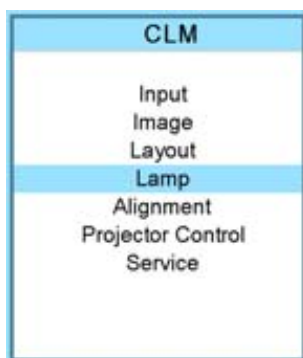 CLM
Input
Image
Layout
Lamp
Alignment
Projector Control
Service